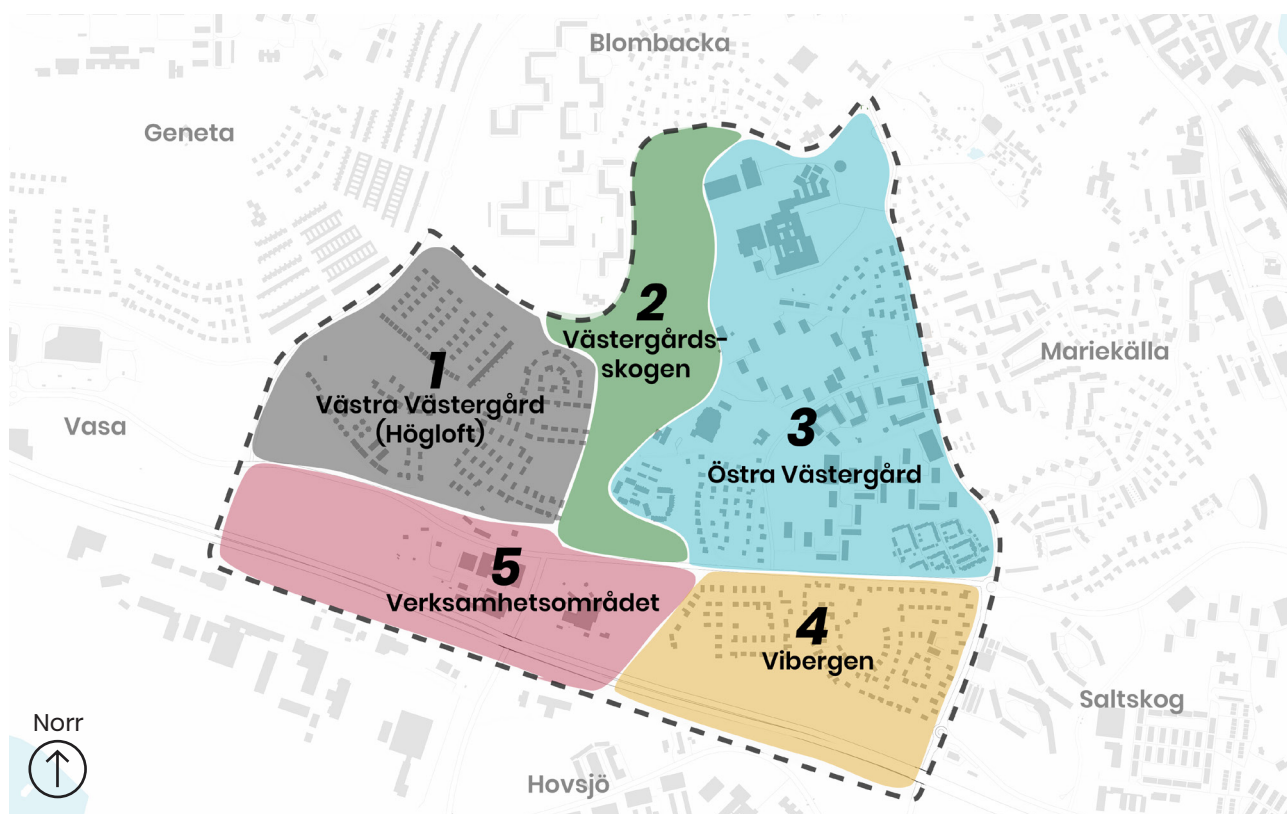 Blombacka
Geneta
2
Västergårds-
skogen
Mariekälla
1
Västra Västergård
(Högloft)
Vasa
3
Östra Västergård
5
Verksamhetsområdet
4
Vibergen
Saltskog
Norr
Hovsjö